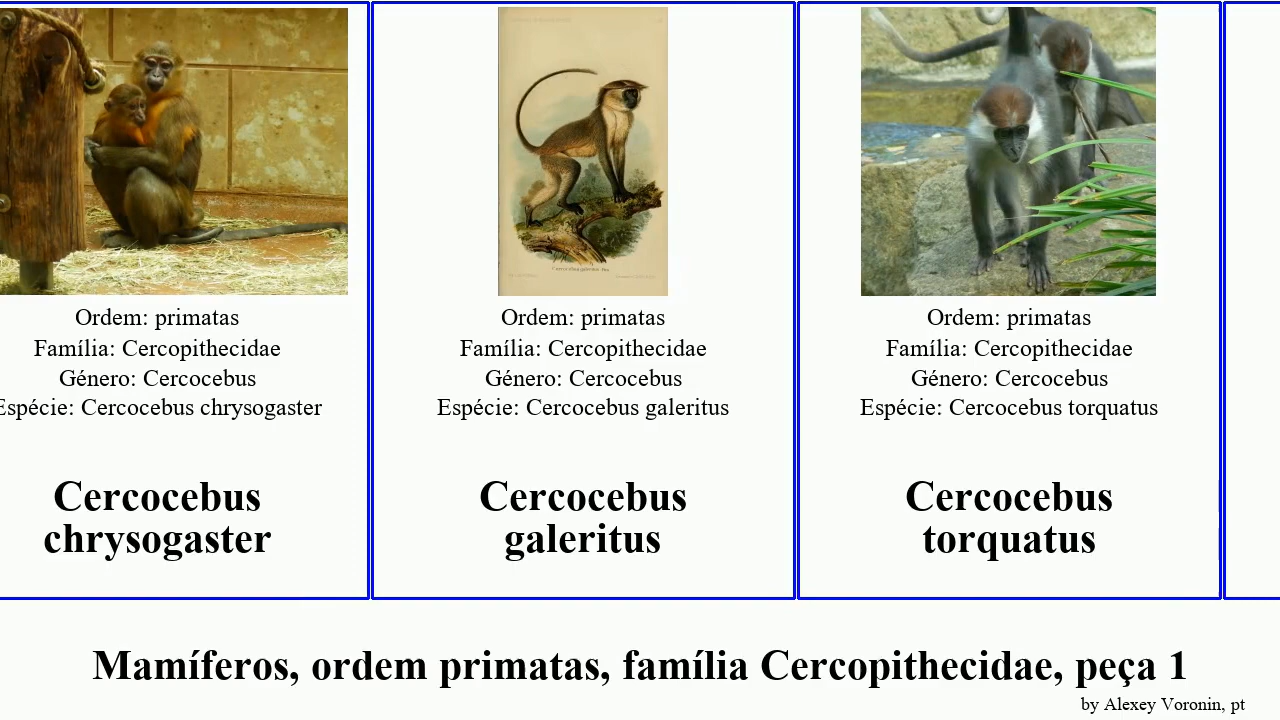 Ordem: primatas
Família: Cercopithecidae
Género: Cercocebus
Espécie: Cercocebus chrysogaster
Cercocebus
chrysogaster
Ordem: primatas
Família: Cercopithecidae
Género: Cercocebus
Espécie: Cercocebus galeritus
Cercocebus
galeritus
Ordem: primatas
Família: Cercopithecidae
Género: Cercocebus
Espécie: Cercocebus torquatus
Cercocebus
torquatus
Mamíferos, ordem primatas, família Cercopithecidae, peça 1
by Alexey Voronin, pt